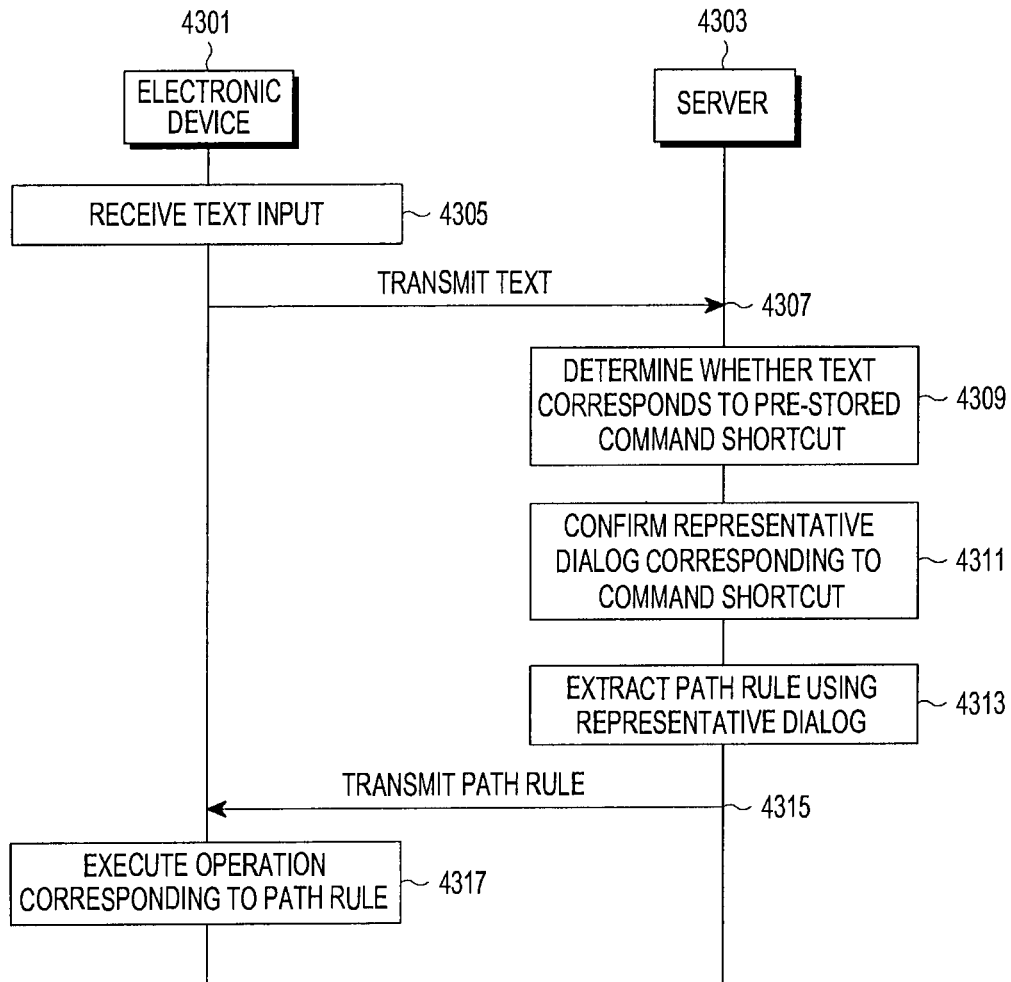 4301
4303
ELECTRONIC
DEVICE
SERVER
RECEIVE TEXT INPUT
4305
TRANSMIT TEXT
4307
DETERMINE WHETHER TEXT
CORRESPONDS TO PRE-STORED
COMMAND SHORTCUT
4309
CONFIRM REPRESENTATIVE
DIALOG CORRESPONDING TO
COMMAND SHORTCUT
4311
EXTRACT PATH RULE USING
REPRESENTATIVE DIALOG
4313
TRANSMIT PATH RULE
4315
EXECUTE OPERATION
CORRESPONDING TO PATH RULE
4317